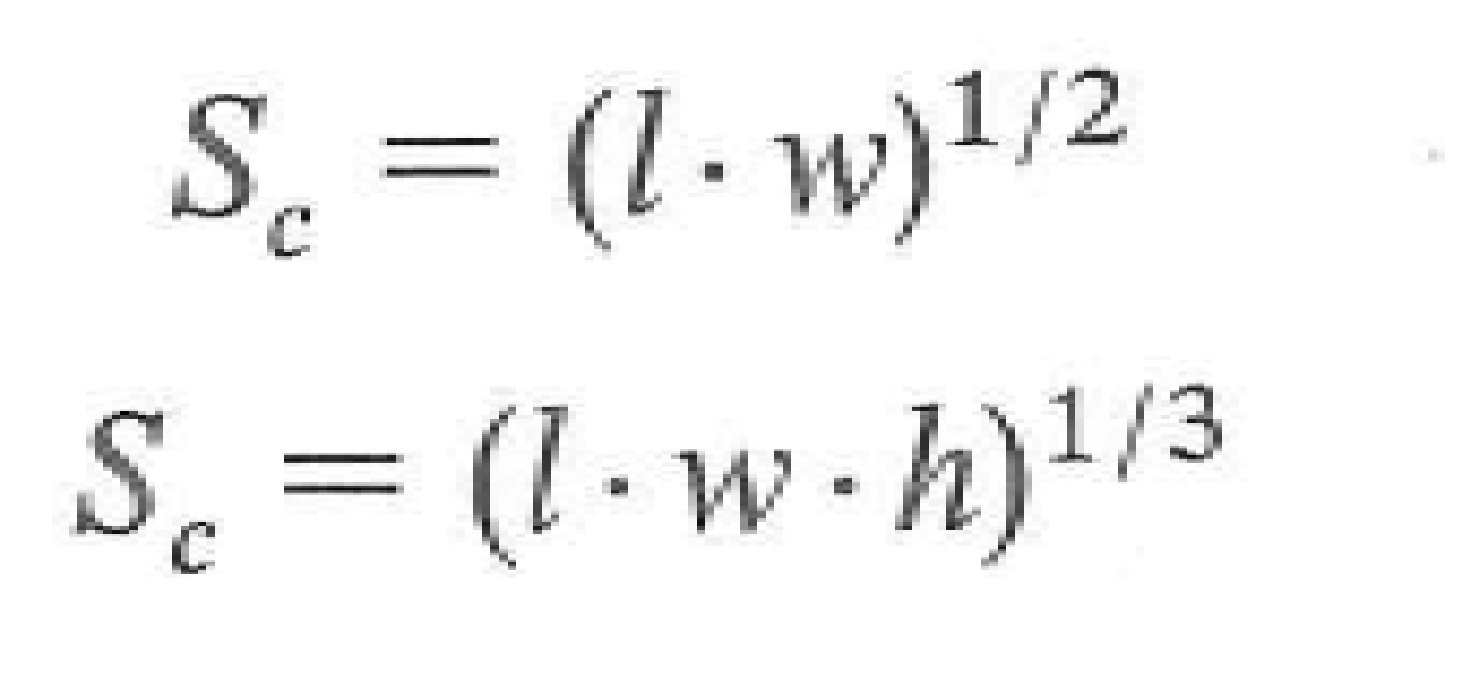 S_c = (l · w)^{1/2}
S_c = (l · w · h)^{1/3}